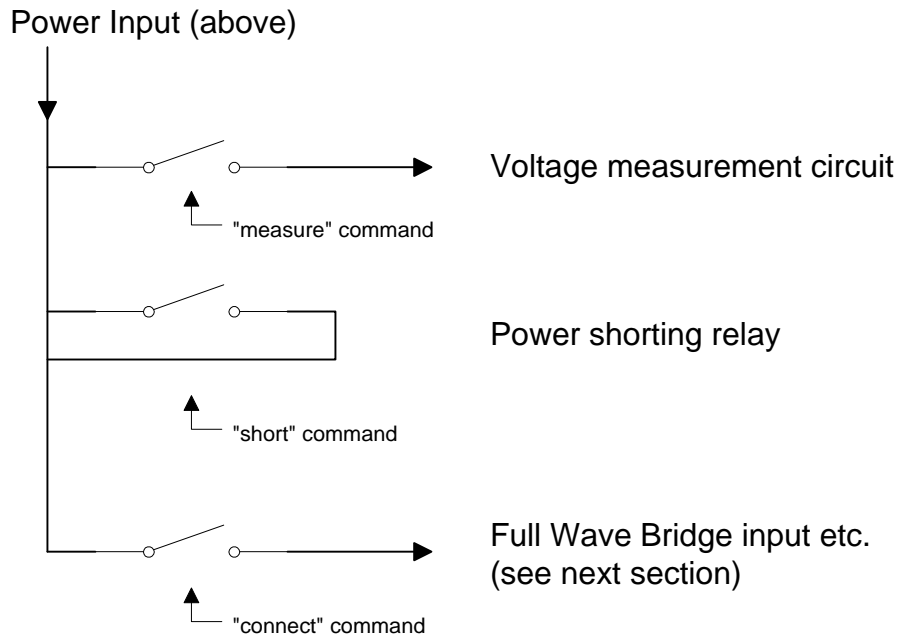 Power Input (above)
Voltage measurement circuit
"measure" command
Power shorting relay
"short" command
Full Wave Bridge input etc.
(see next section)
"connect" command